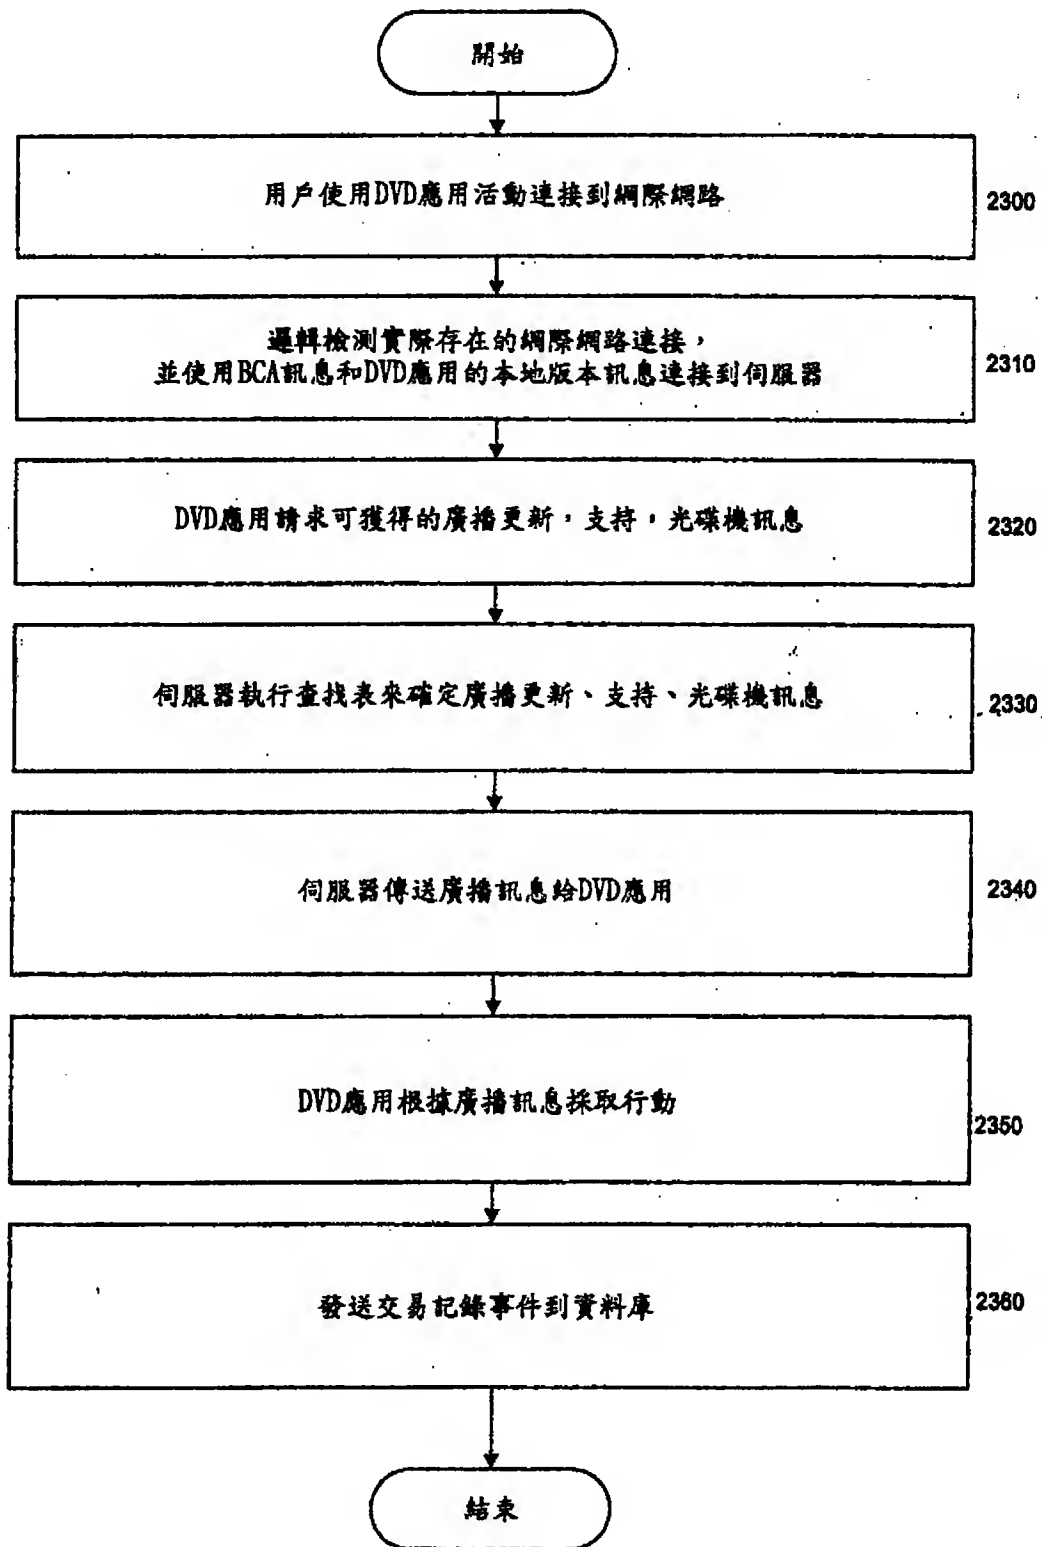 開始
用戶使用DVD應用活動連接到網際網路
2300
邏輯檢測實際存在的網際網路連接，
並使用BCA訊息和DVD應用的本地版本訊息連接到伺服器
2310
DVD應用請求可獲得的廣播更新，支持，光碟機訊息
2320
伺服器執行查找表來確定廣播更新、支持、光碟機訊息
2330
伺服器傳送廣播訊息給DVD應用
2340
DVD應用根據廣播訊息採取行動
2350
發送交易記錄事件到資料庫
2360
結束